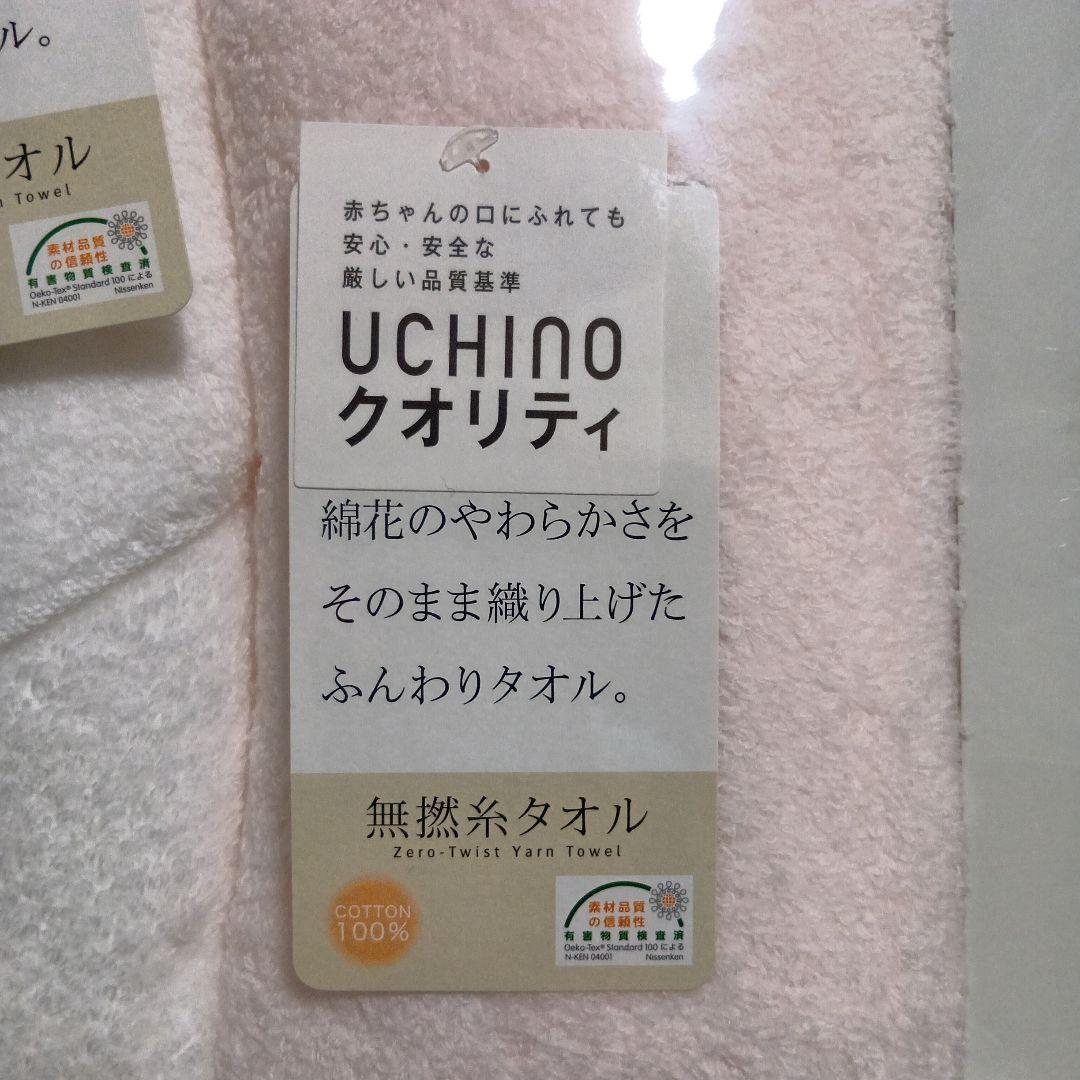 ル。
オル
n Towel
素材品質
の信頼性
有害物質検査済
Oeko-Tex® Standard 100 による
N-KEN 04001 Nissenken
赤ちゃんの口にふれても
安心・安全な
厳しい品質基準
UCHINO
クオリティ
綿花のやわらかさを
そのまま織り上げた
ふんわりタオル。
無撚糸タオル
Zero-Twist Yarn Towel
COTTON
100%
素材品質
の信頼性
有害物質検査済
Oeko-Tex® Standard 100 による
N-KEN 04001 Nissenken